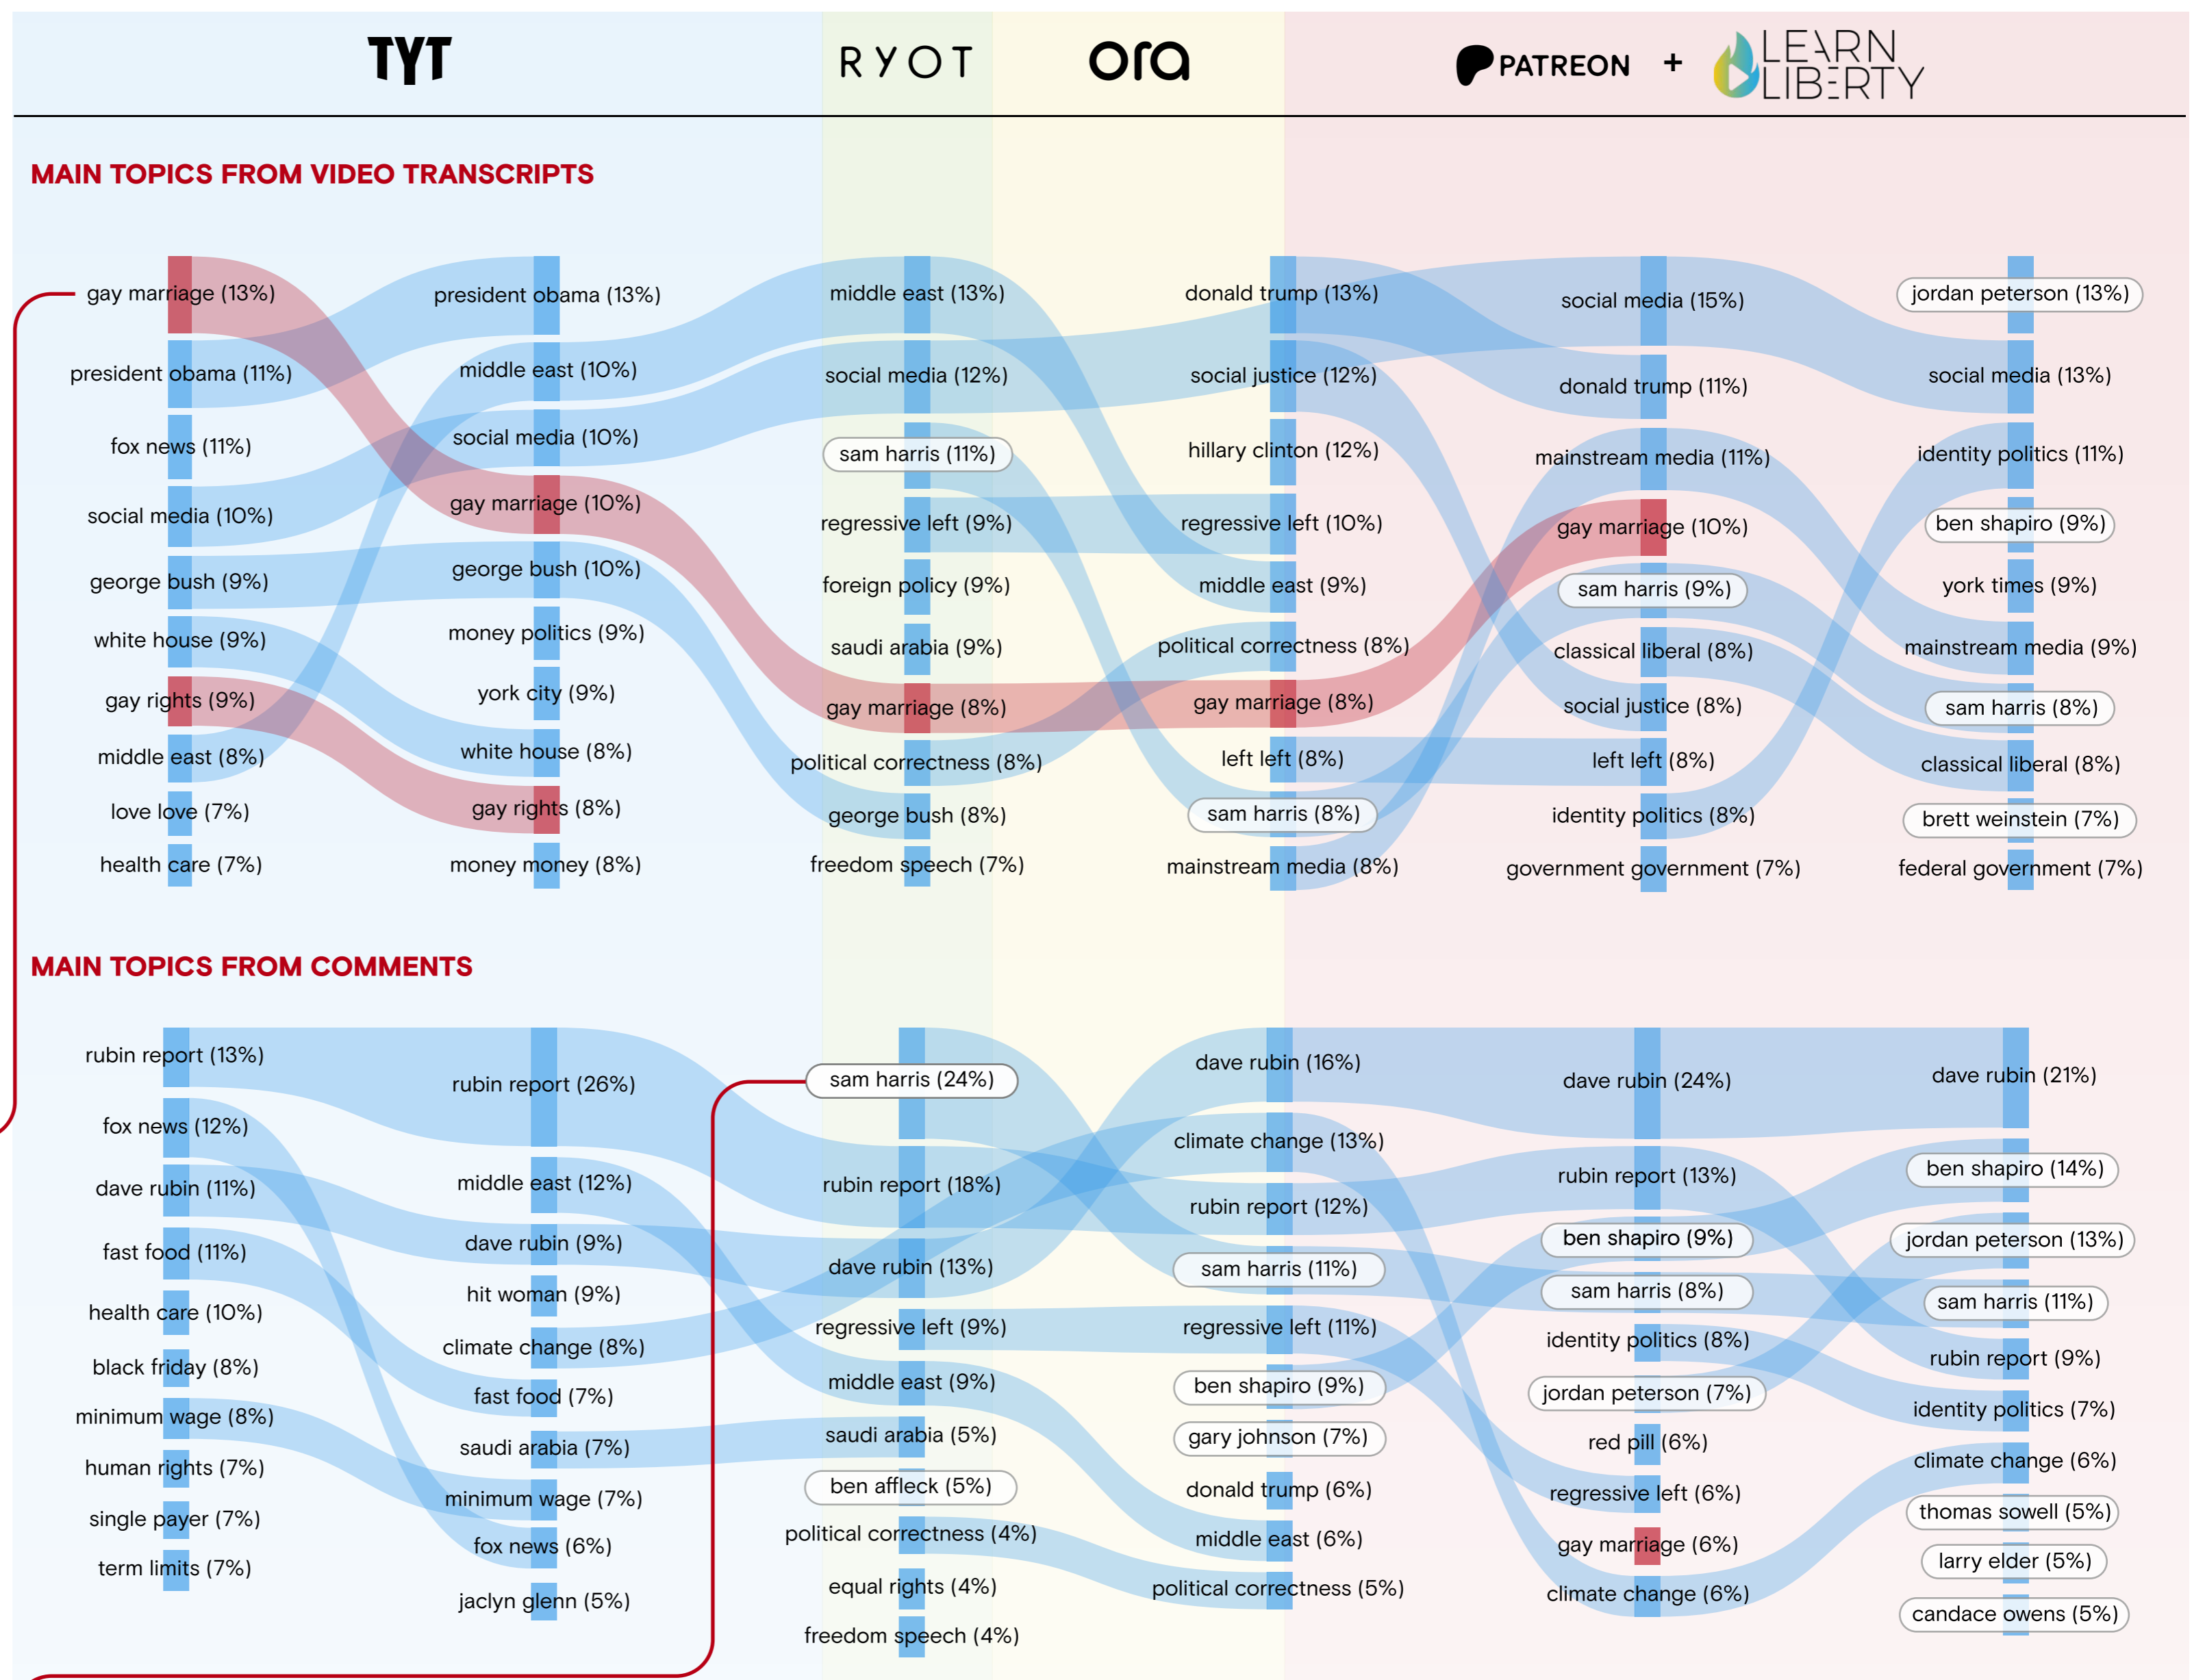 TYT
RYOT
ora
PATREON + LEARN LIBERTY
MAIN TOPICS FROM VIDEO TRANSCRIPTS
gay marriage (13%)
president obama (11%)
fox news (11%)
social media (10%)
george bush (9%)
white house (9%)
gay rights (9%)
middle east (8%)
love love (7%)
health care (7%)
president obama (13%)
middle east (10%)
social media (10%)
gay marriage (10%)
george bush (10%)
money politics (9%)
york city (9%)
white house (8%)
gay rights (8%)
money money (8%)
middle east (13%)
social media (12%)
sam harris (11%)
regressive left (9%)
foreign policy (9%)
saudi arabia (9%)
gay marriage (8%)
political correctness (8%)
george bush (8%)
freedom speech (7%)
donald trump (13%)
social justice (12%)
hillary clinton (12%)
regressive left (10%)
middle east (9%)
political correctness (8%)
gay marriage (8%)
left left (8%)
sam harris (8%)
mainstream media (8%)
social media (15%)
donald trump (11%)
mainstream media (11%)
gay marriage (10%)
sam harris (9%)
classical liberal (8%)
social justice (8%)
left left (8%)
identity politics (8%)
government government (7%)
jordan peterson (13%)
social media (13%)
identity politics (11%)
ben shapiro (9%)
york times (9%)
mainstream media (9%)
sam harris (8%)
classical liberal (8%)
brett weinstein (7%)
federal government (7%)
MAIN TOPICS FROM COMMENTS
rubin report (13%)
fox news (12%)
dave rubin (11%)
fast food (11%)
health care (10%)
black friday (8%)
minimum wage (8%)
human rights (7%)
single payer (7%)
term limits (7%)
rubin report (26%)
middle east (12%)
dave rubin (9%)
hit woman (9%)
climate change (8%)
fast food (7%)
saudi arabia (7%)
minimum wage (7%)
fox news (6%)
jaclyn glenn (5%)
sam harris (24%)
rubin report (18%)
dave rubin (13%)
regressive left (9%)
middle east (9%)
saudi arabia (5%)
ben affleck (5%)
political correctness (4%)
equal rights (4%)
freedom speech (4%)
dave rubin (16%)
climate change (13%)
rubin report (12%)
sam harris (11%)
regressive left (11%)
ben shapiro (9%)
gary johnson (7%)
donald trump (6%)
middle east (6%)
political correctness (5%)
dave rubin (24%)
rubin report (13%)
ben shapiro (9%)
sam harris (8%)
identity politics (8%)
jordan peterson (7%)
red pill (6%)
regressive left (6%)
gay marriage (6%)
climate change (6%)
dave rubin (21%)
ben shapiro (14%)
jordan peterson (13%)
sam harris (11%)
rubin report (9%)
identity politics (7%)
climate change (6%)
thomas sowell (5%)
larry elder (5%)
candace owens (5%)